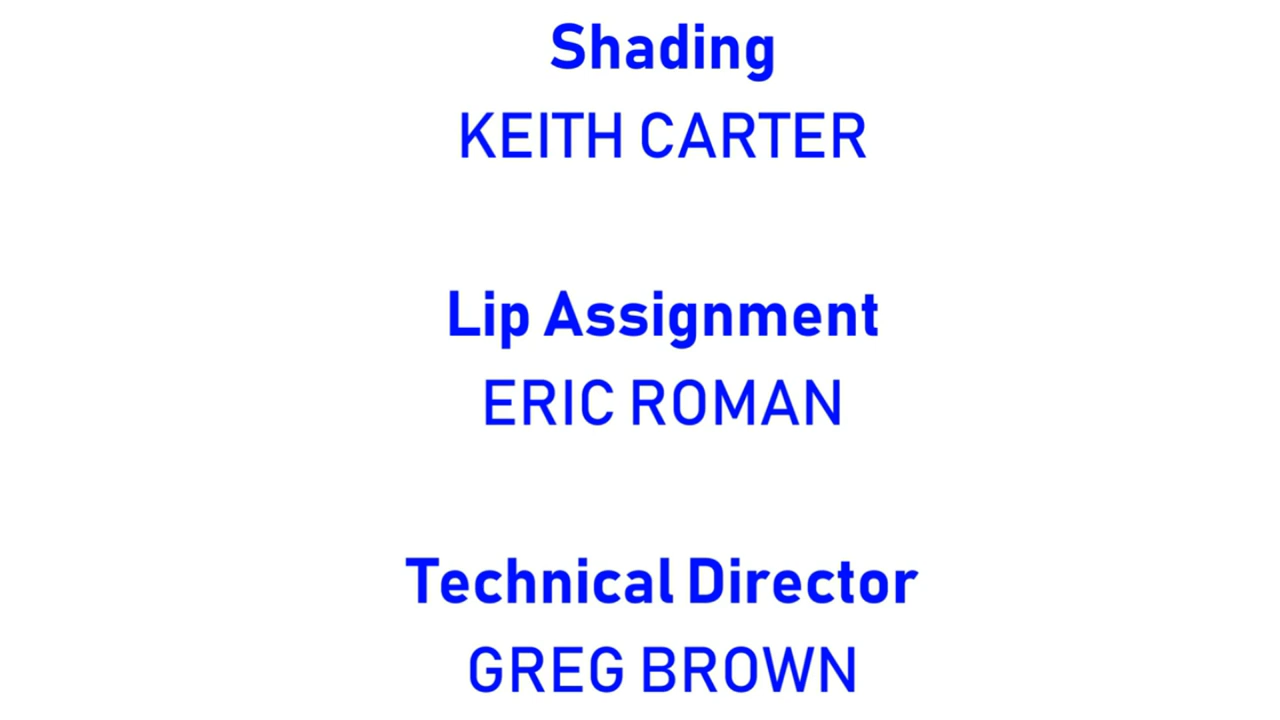 Shading
KEITH CARTER
Lip Assignment
ERIC ROMAN
Technical Director
GREG BROWN